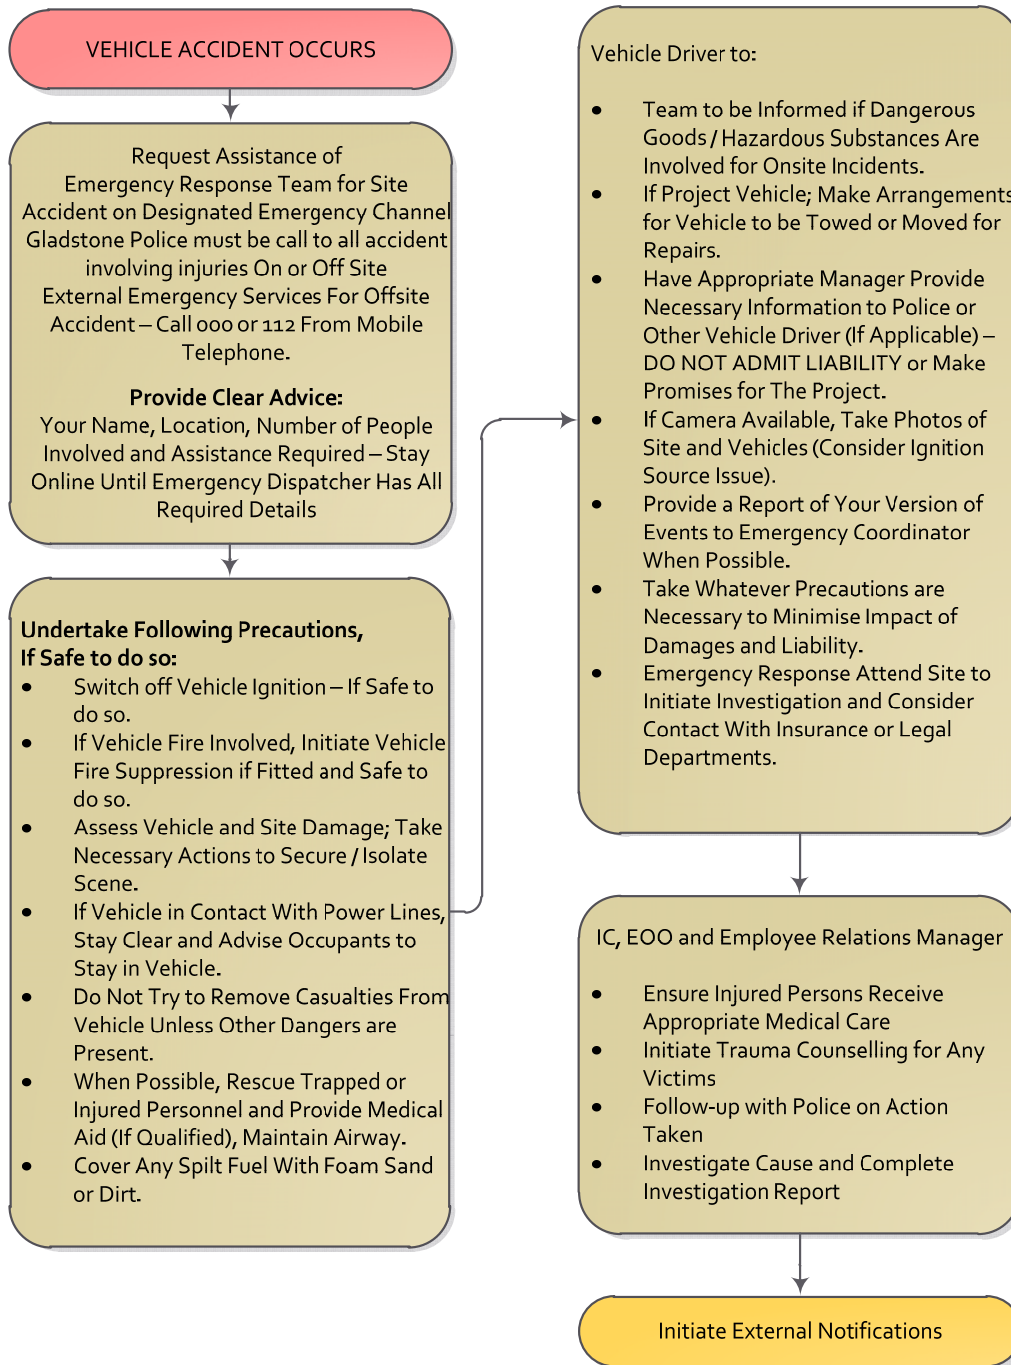 VEHICLE ACCIDENT OCCURS
Request Assistance of
Emergency Response Team for Site
Accident on Designated Emergency Channel
Gladstone Police must be call to all accident
involving injuries On or Off Site
External Emergency Services For Offsite
Accident – Call 000 or 112 From Mobile
Telephone.
Provide Clear Advice:
Your Name, Location, Number of People
Involved and Assistance Required – Stay
Online Until Emergency Dispatcher Has All
Required Details
Undertake Following Precautions,
If Safe to do so:
• Switch off Vehicle Ignition – If Safe to
do so.
• If Vehicle Fire Involved, Initiate Vehicle
Fire Suppression if Fitted and Safe to
do so.
• Assess Vehicle and Site Damage; Take
Necessary Actions to Secure / Isolate
Scene.
• If Vehicle in Contact With Power Lines,
Stay Clear and Advise Occupants to
Stay in Vehicle.
• Do Not Try to Remove Casualties From
Vehicle Unless Other Dangers are
Present.
• When Possible, Rescue Trapped or
Injured Personnel and Provide Medical
Aid (If Qualified), Maintain Airway.
• Cover Any Spilt Fuel With Foam Sand
or Dirt.
Vehicle Driver to:
• Team to be Informed if Dangerous
Goods / Hazardous Substances Are
Involved for Onsite Incidents.
• If Project Vehicle; Make Arrangements
for Vehicle to be Towed or Moved for
Repairs.
• Have Appropriate Manager Provide
Necessary Information to Police or
Other Vehicle Driver (If Applicable) –
DO NOT ADMIT LIABILITY or Make
Promises for The Project.
• If Camera Available, Take Photos of
Site and Vehicles (Consider Ignition
Source Issue).
• Provide a Report of Your Version of
Events to Emergency Coordinator
When Possible.
• Take Whatever Precautions are
Necessary to Minimise Impact of
Damages and Liability.
• Emergency Response Attend Site to
Initiate Investigation and Consider
Contact With Insurance or Legal
Departments.
IC, EOO and Employee Relations Manager
• Ensure Injured Persons Receive
Appropriate Medical Care
• Initiate Trauma Counselling for Any
Victims
• Follow-up with Police on Action
Taken
• Investigate Cause and Complete
Investigation Report
Initiate External Notifications